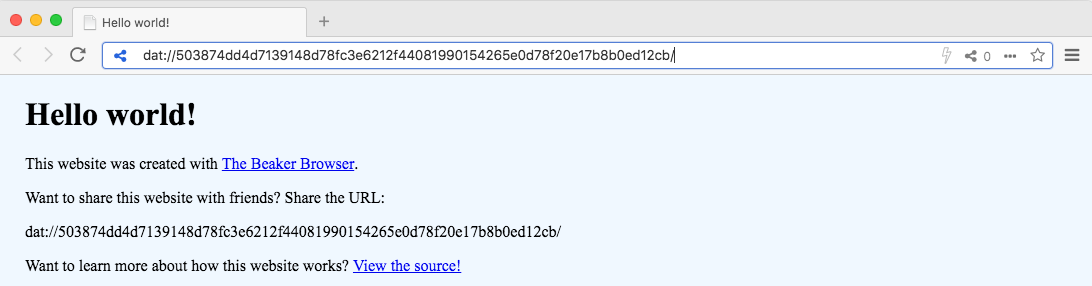 Hello world!
dat://503874dd4d7139148d78fc3e6212f44081990154265e0d78f20e17b8b0ed12cb/
0
Hello world!
This website was created with The Beaker Browser.
Want to share this website with friends? Share the URL:
dat://503874dd4d7139148d78fc3e6212f44081990154265e0d78f20e17b8b0ed12cb/
Want to learn more about how this website works? View the source!